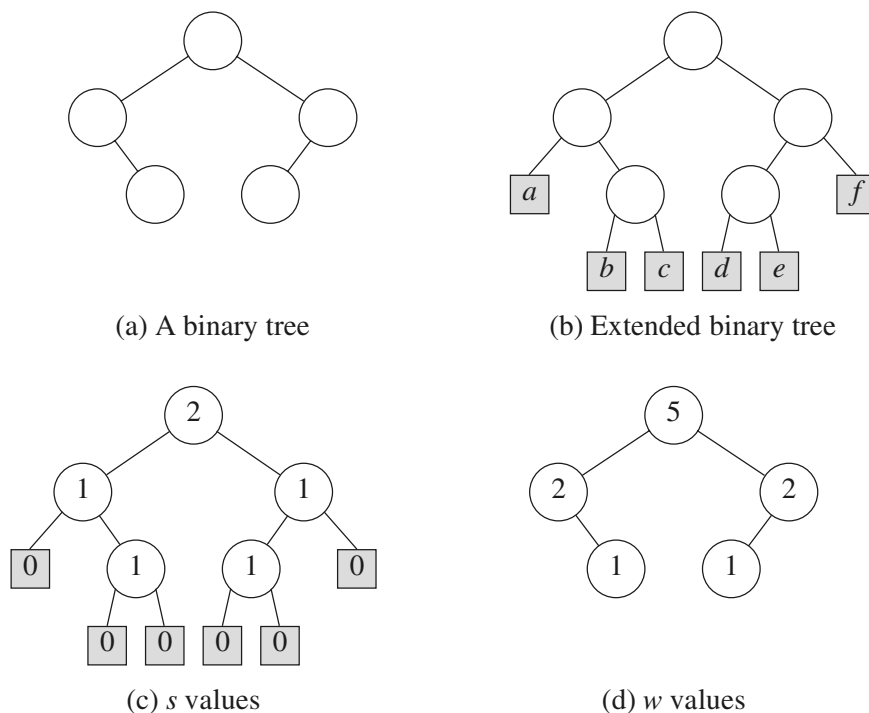 a f
b c d e
(a) A binary tree (b) Extended binary tree
2 5
1 1 2 2
0 1 1 0 1 1
0 0 0 0
(c) s values (d) w values